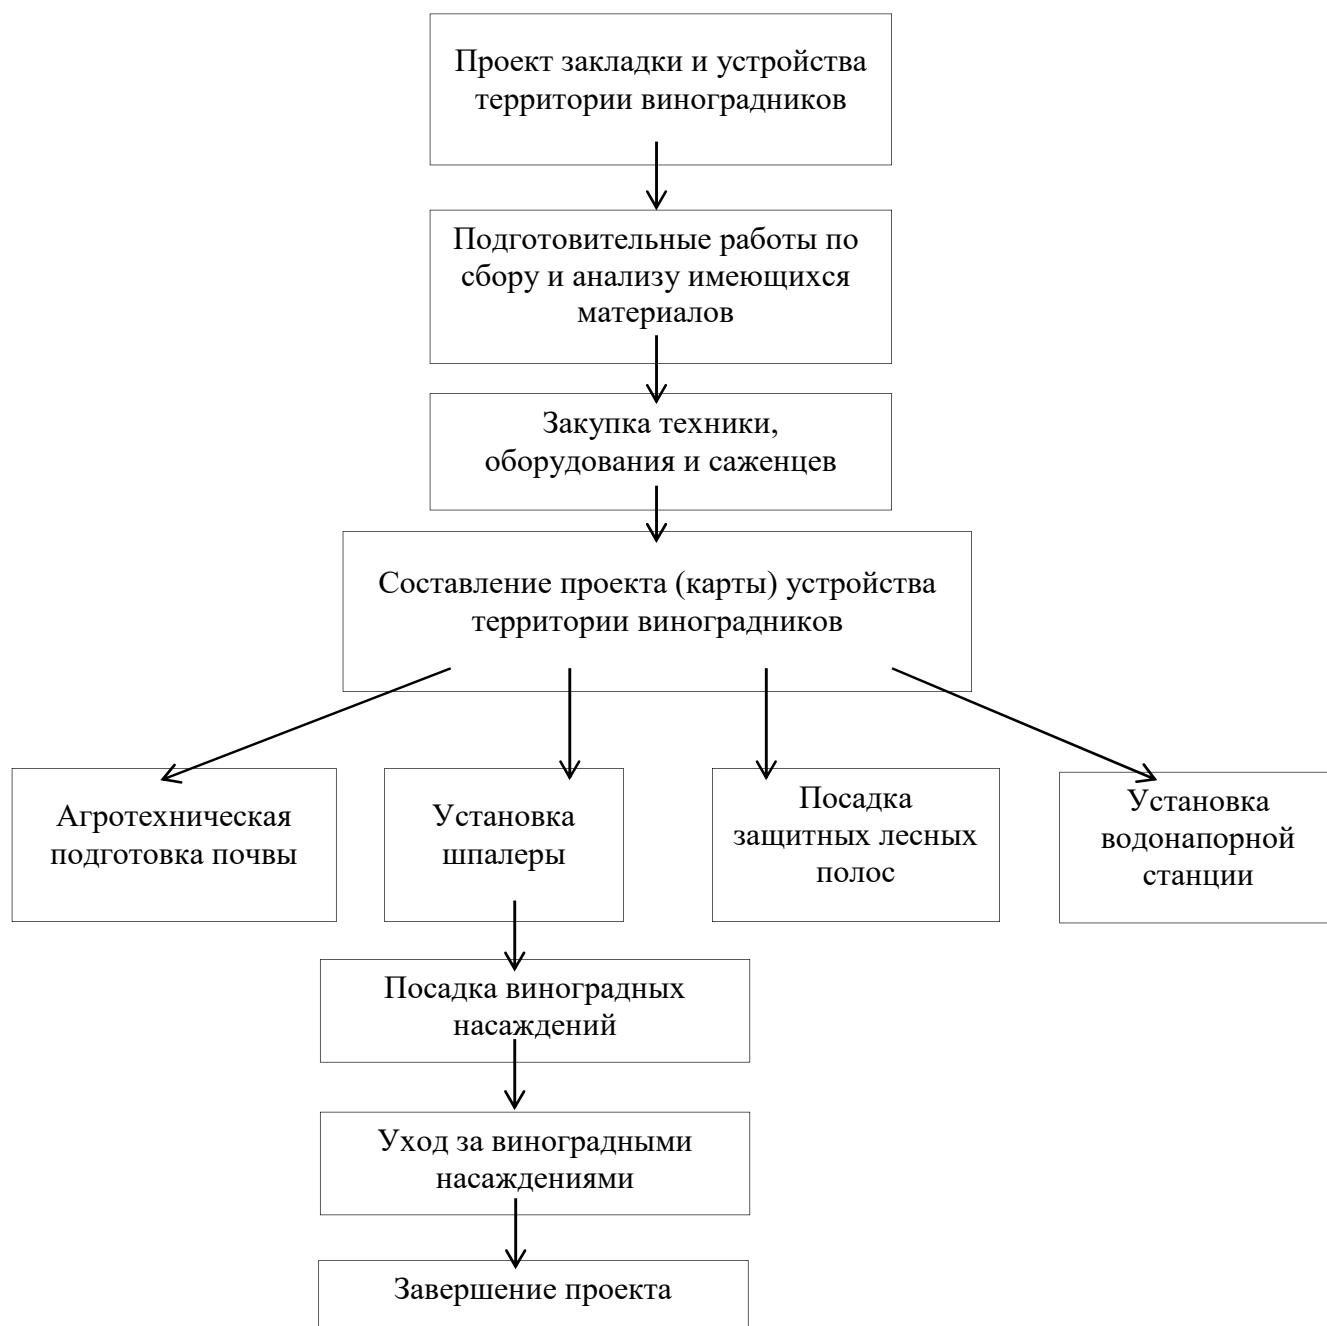 Проект закладки и устройства
территории виноградников
Подготовительные работы по
сбору и анализу имеющихся
материалов
Закупка техники,
оборудования и саженцев
Составление проекта (карты) устройства
территории виноградников
Агротехническая
подготовка почвы
Установка
шпалеры
Посадка
защитных лесных
полос
Установка
водонапорной
станции
Посадка виноградных
насаждений
Уход за виноградными
насаждениями
Завершение проекта